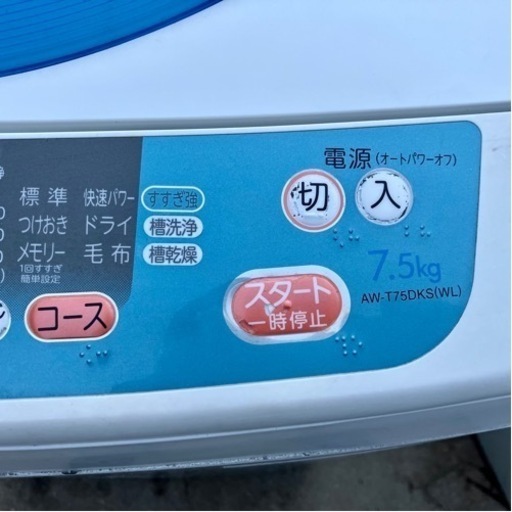 電源(オートパワーオフ)
切 入
標準 快速パワー すすぎ強
つけおき ドライ 槽洗浄
メモリー 毛布 槽乾燥
1回すすぎ
簡単設定
7.5kg
AW-T75DKS(WL)
コース
スタート
一時停止